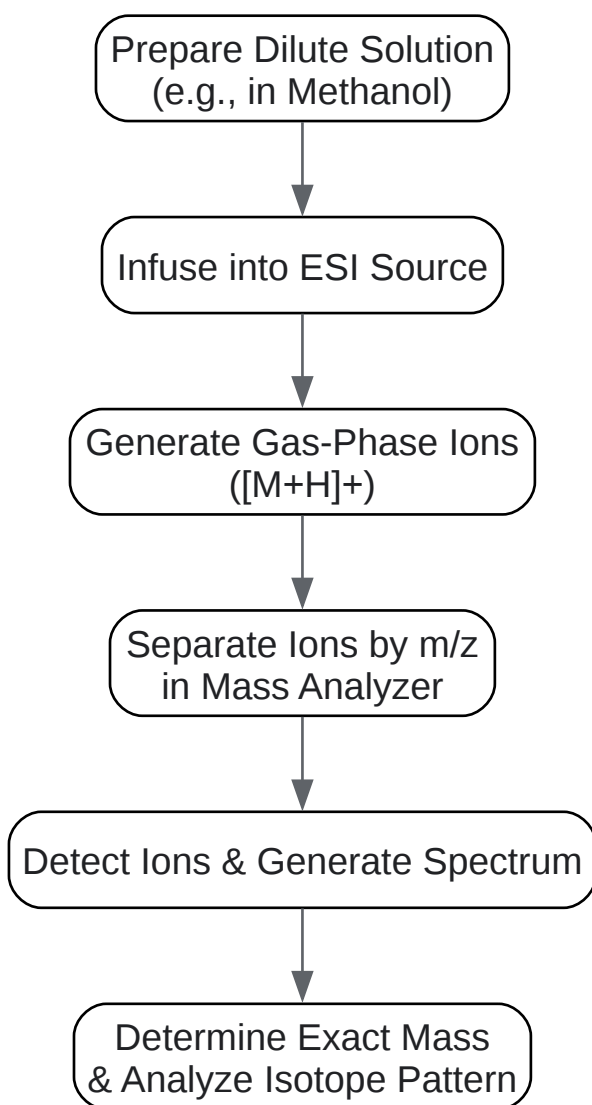 Prepare Dilute Solution
(e.g., in Methanol)
Infuse into ESI Source
Generate Gas-Phase Ions
([M+H]+)
Separate Ions by m/z
in Mass Analyzer
Detect Ions & Generate Spectrum
Determine Exact Mass
& Analyze Isotope Pattern